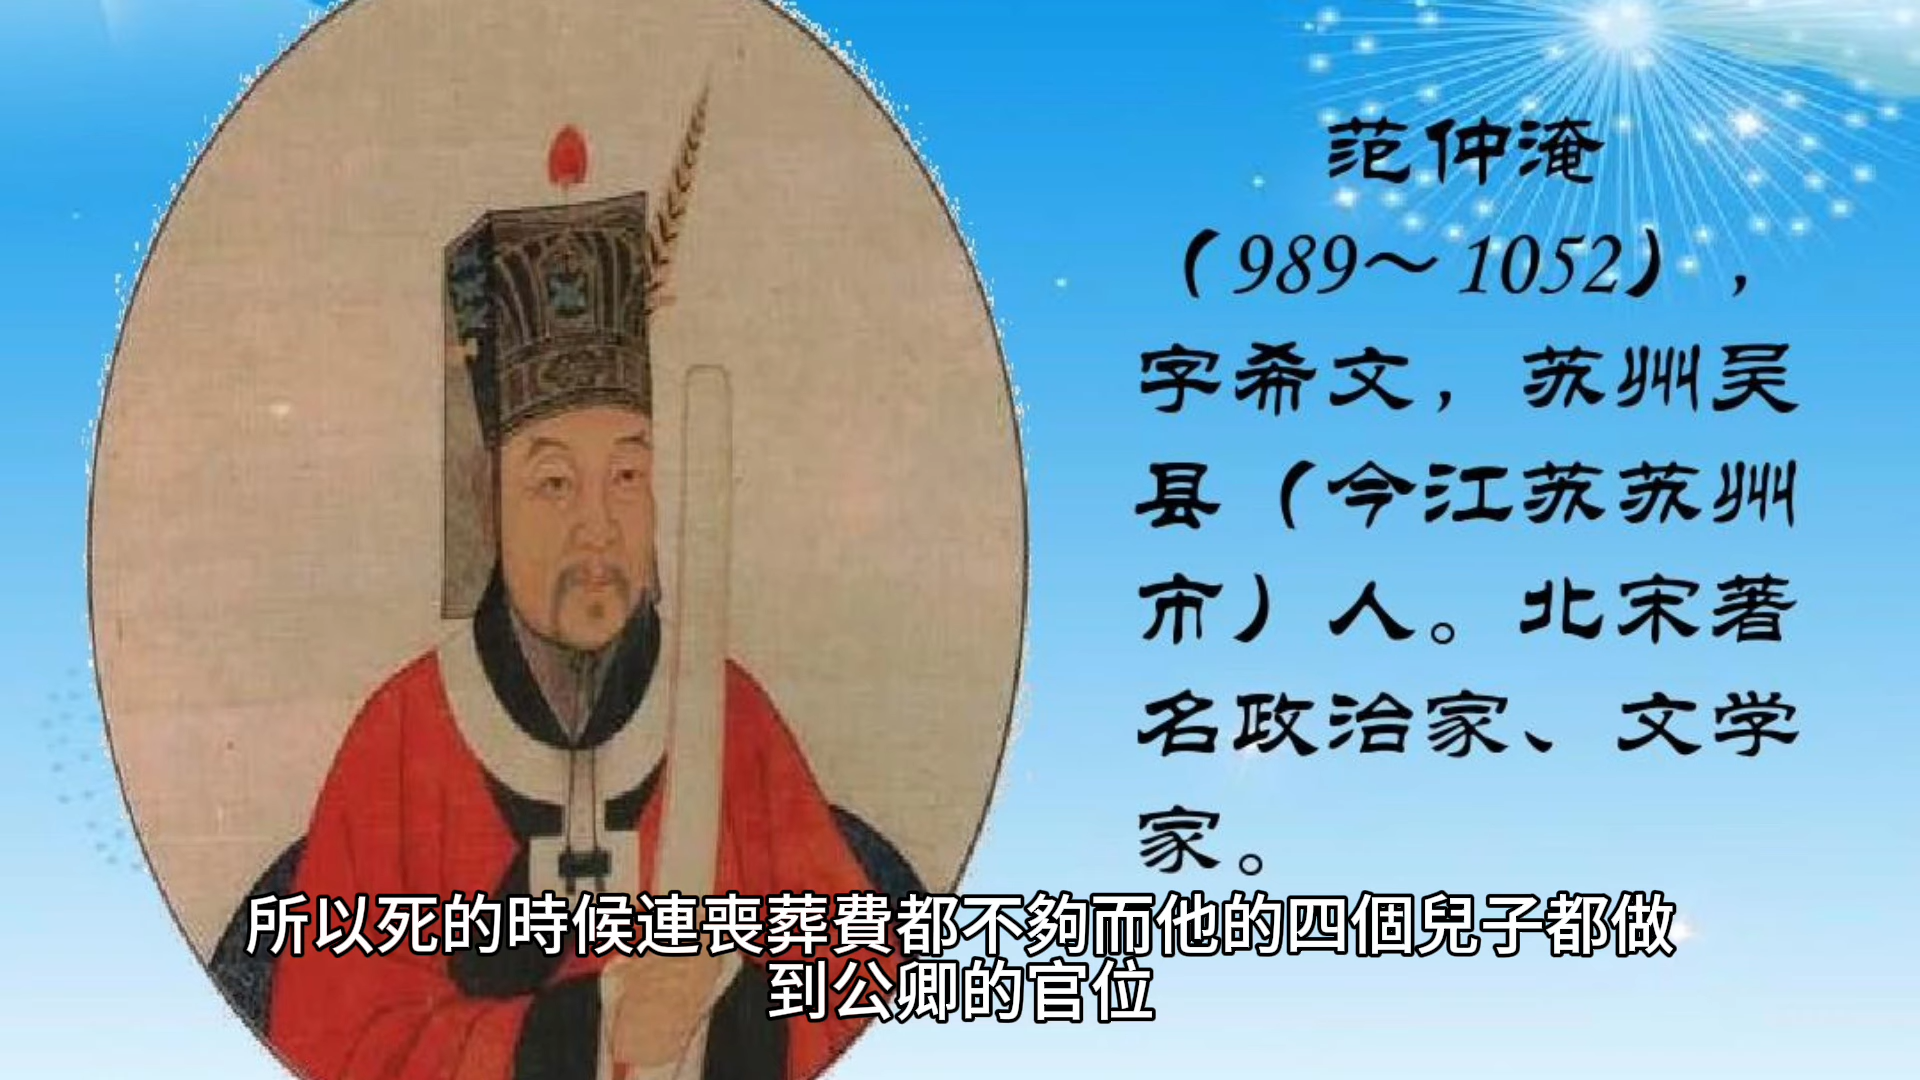 范仲淹
（989～1052），
字希文，苏州吴
县（今江苏苏州
市）人。北宋著
名政治家、文学
家。
所以死的時候連喪葬費都不夠而他的四個兒子都做
到公卿的官位